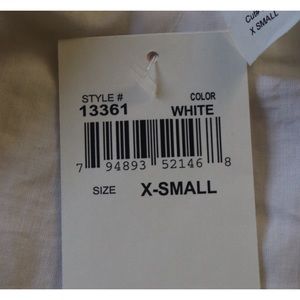 X SMALL
STYLE # COLOR
13361 WHITE
7 94893 52146 8
SIZE X-SMALL